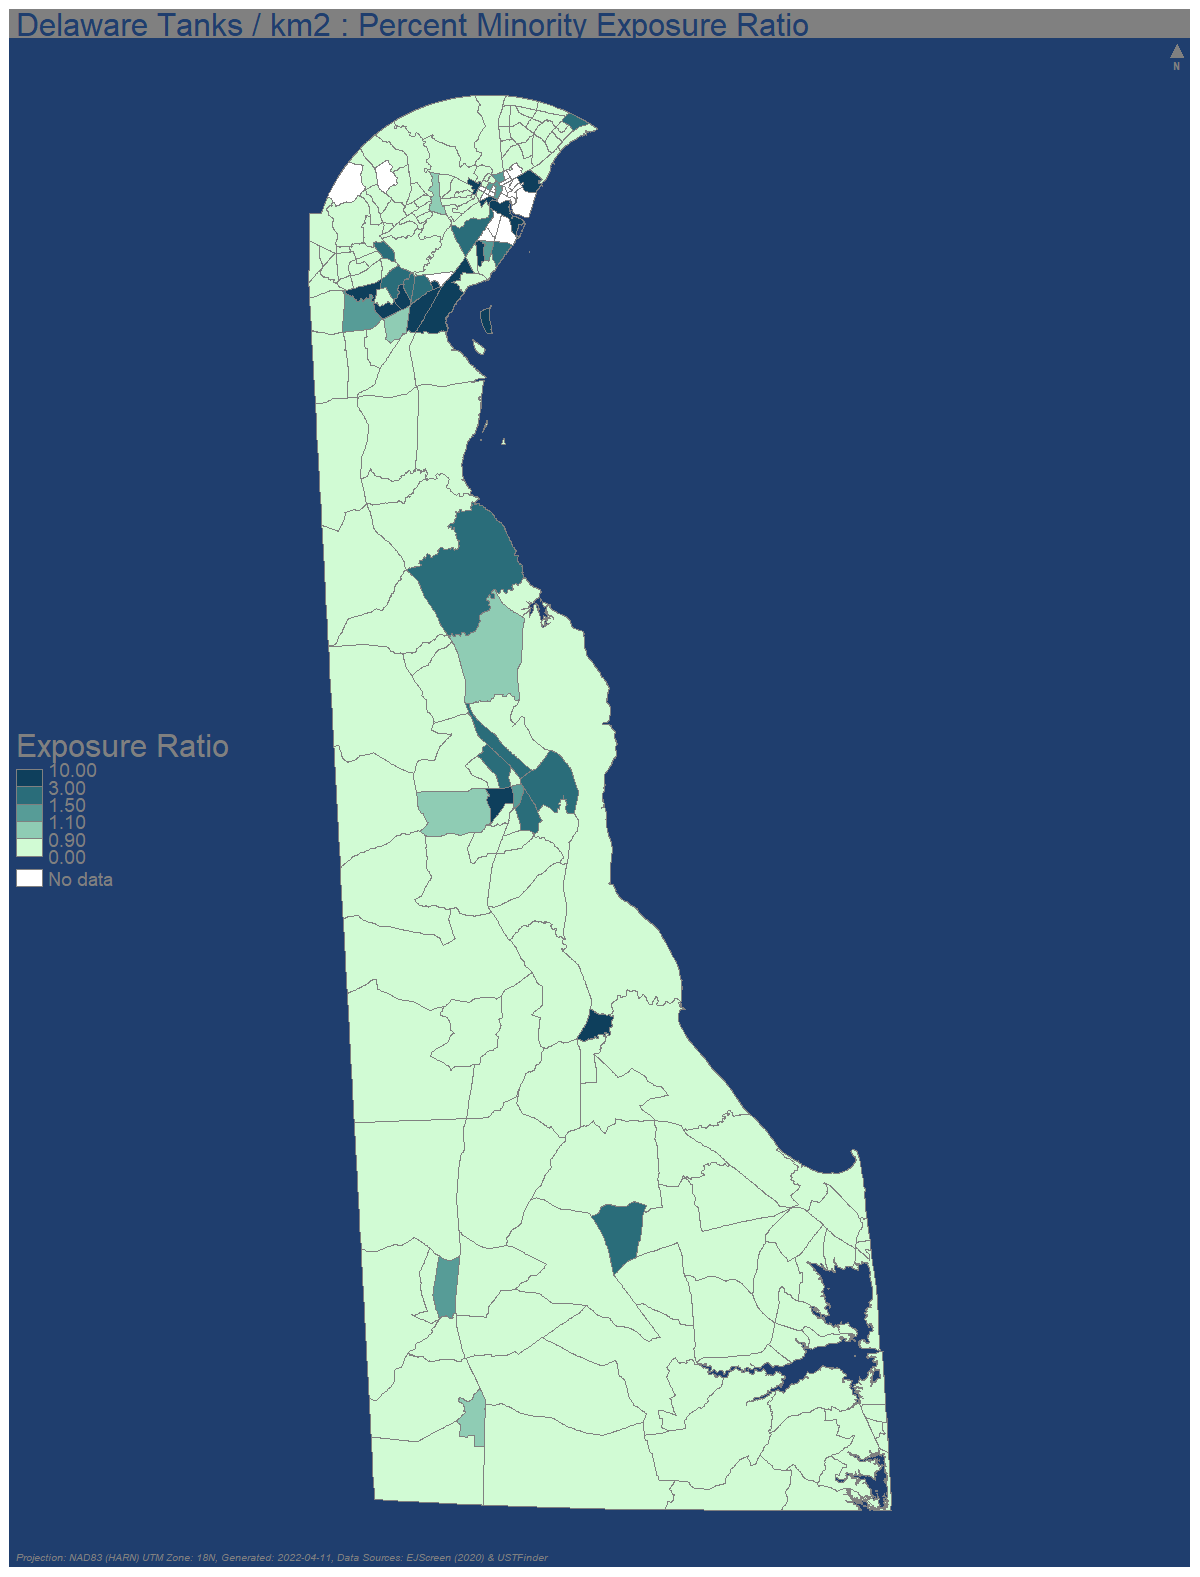 Delaware Tanks / km2 : Percent Minority Exposure Ratio
N
Exposure Ratio
10.00
3.00
1.50
1.10
0.90
0.00
No data
Projection: NAD83 (HARN) UTM Zone: 18N, Generated: 2022-04-11, Data Sources: EJScreen (2020) & USTFinder